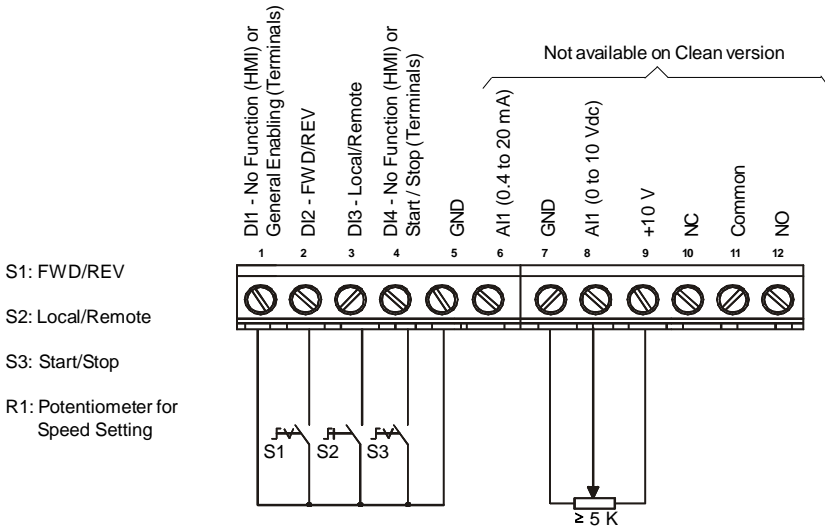 Not available on Clean version
DI1 - No Function (HMI) or
General Enabling (Terminals)
DI2 - FWD/REV
DI3 - Local/Remote
DI4 - No Function (HMI) or
Start / Stop (Terminals)
GND
AI1 (0.4 to 20 mA)
GND
AI1 (0 to 10 Vdc)
+10 V
NC
Common
NO
1 2 3 4 5 6 7 8 9 10 11 12
S1: FWD/REV
S2: Local/Remote
S3: Start/Stop
R1: Potentiometer for
Speed Setting
S1 S2 S3
≥ 5 K